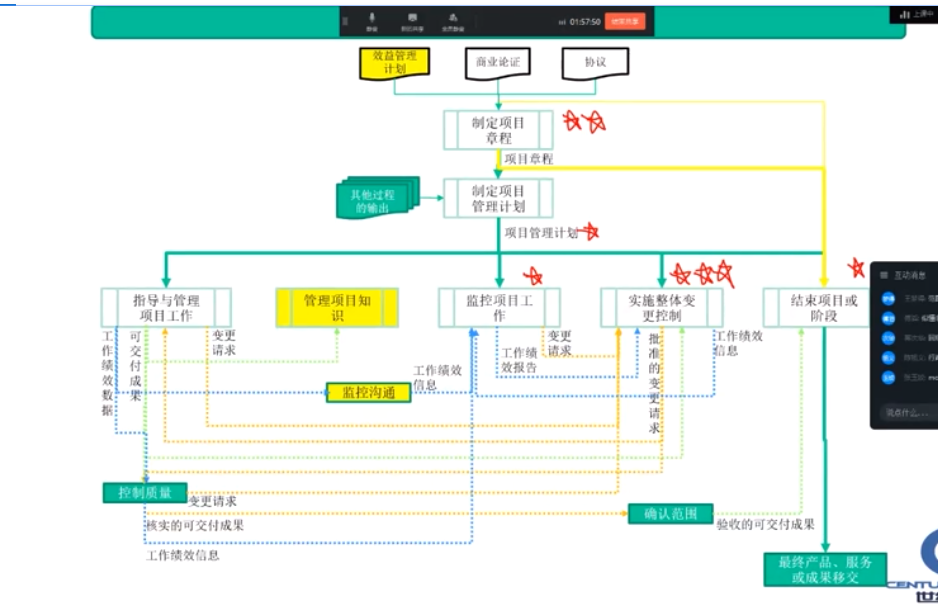 01:57:50
结束共享
上课中
效益管理
计划
商业论证
协议
制定项目
章程
项目章程
其他过程
的输出
制定项目
管理计划
项目管理计划
互动消息
指导与管理
项目工作
管理项目知
识
监控项目工
作
实施整体变
更控制
结束项目或
阶段
工作绩效数据
可交付成果
变更
请求
工作绩效
信息
工作绩
效报告
变更
请求
批准的变更请求
工作绩效
信息
监控沟通
说点什么...
控制质量
变更请求
核实的可交付成果
确认范围
验收的可交付成果
工作绩效信息
最终产品、服务
或成果移交
CENTU